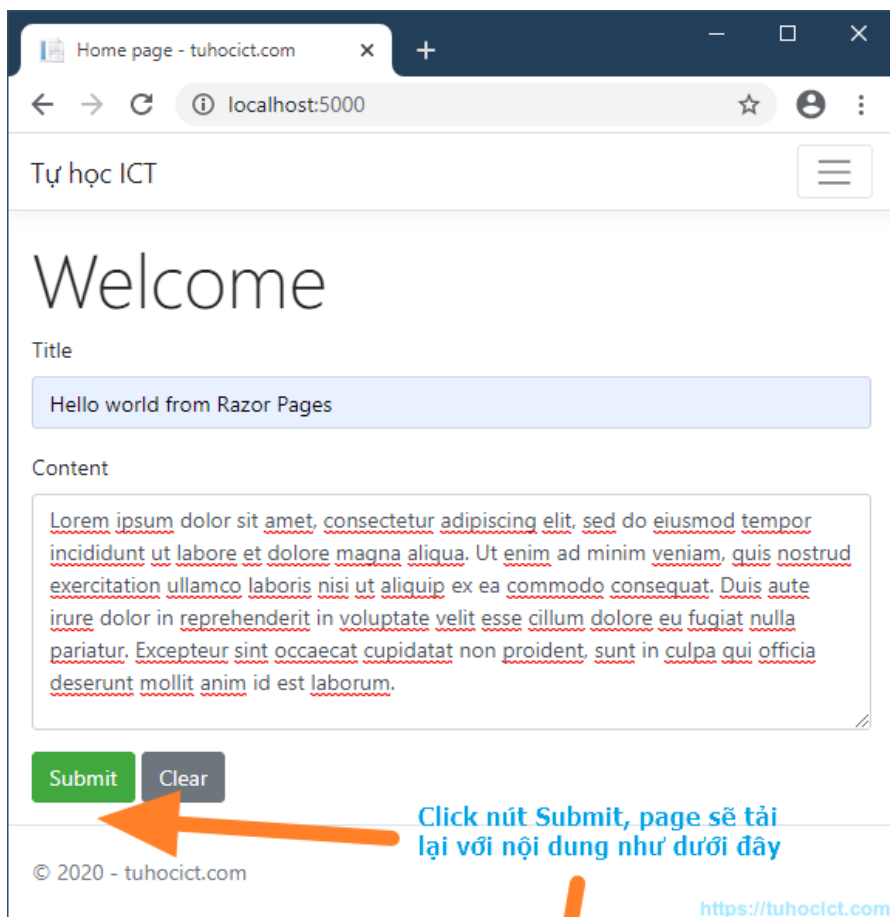 Home page - tuhocict.com
localhost:5000
Tự học ICT
Welcome
Title
Hello world from Razor Pages
Content
Lorem ipsum dolor sit amet, consectetur adipiscing elit, sed do eiusmod tempor
incididunt ut labore et dolore magna aliqua. Ut enim ad minim veniam, quis nostrud
exercitation ullamco laboris nisi ut aliquip ex ea commodo consequat. Duis aute
irure dolor in reprehenderit in voluptate velit esse cillum dolore eu fugiat nulla
pariatur. Excepteur sint occaecat cupidatat non proident, sunt in culpa qui officia
deserunt mollit anim id est laborum.
Submit Clear
Click nút Submit, page sẽ tải
lại với nội dung như dưới đây
© 2020 - tuhocict.com
https://tuhocict.com